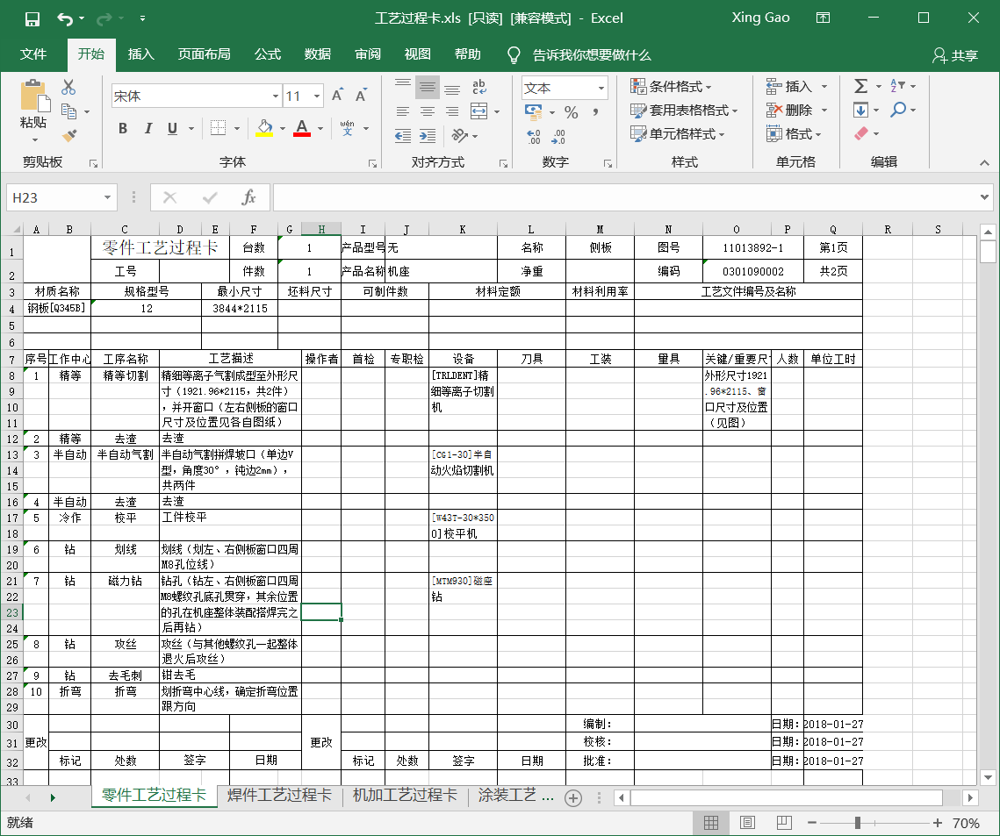 工艺过程卡.xls [只读] [兼容模式] - Excel Xing Gao
文件 开始 插入 页面布局 公式 数据 审阅 视图 帮助 告诉我你想要做什么 共享
粘贴 宋体 11 文本 条件格式 套用表格格式 单元格样式 插入 删除 格式
剪贴板 字体 对齐方式 数字 样式 单元格 编辑
H23 fx
A B C D E F G H I J K L M N O P Q R S
1 零件工艺过程卡 台数 1 产品型号 无 名称 侧板 图号 11013892-1 第1页
2 工号 件数 1 产品名称 机座 净重 编码 0301090002 共2页
3 材质名称 规格型号 最小尺寸 坯料尺寸 可制件数 材料定额 材料利用率 工艺文件编号及名称
4 钢板[Q345B] 12 3844*2115
5
6
7 序号 工作中心 工序名称 工艺描述 操作者 首检 专职检 设备 刀具 工装 量具 关键/重要尺 人数 单位工时
8 1 精等 精等切割 精细等离子气割成型至外形尺 [TRLDENT]精 外形尺寸1921
9 寸（1921.96*2115，共2件） 细等离子切割 .96*2115、窗
10 ，并开窗口（左右侧板的窗口 机 口尺寸及位置
11 尺寸及位置见各自图纸） （见图）
12 2 精等 去渣 去渣
13 3 半自动 半自动气割 半自动气割拼焊坡口（单边V [CG1-30]半自
14 型，角度30°，钝边2mm）， 动火焰切割机
15 共两件
16 4 半自动 去渣 去渣
17 5 冷作 校平 工件校平 [W43T-30*350
18 0]校平机
19 6 钻 划线 划线（划左、右侧板窗口四周
20 M8孔位线）
21 7 钻 磁力钻 钻孔（钻左、右侧板窗口四周 [MTM930]磁座
22 M8螺纹孔底孔贯穿，其余位置 钻
23 的孔在机座整体装配搭焊完之
24 后再钻）
25 8 钻 攻丝 攻丝（与其他螺纹孔一起整体
26 退火后攻丝）
27 9 钻 去毛刺 钳去毛
28 10 折弯 折弯 划折弯中心线，确定折弯位置
29 跟方向
30 编制： 日期： 2018-01-27
31 更改 更改 校核： 日期： 2018-01-27
32 标记 处数 签字 日期 标记 处数 签字 日期 批准： 日期： 2018-01-27
33
零件工艺过程卡 焊件工艺过程卡 机加工艺过程卡 涂装工艺 ...
就绪 70%